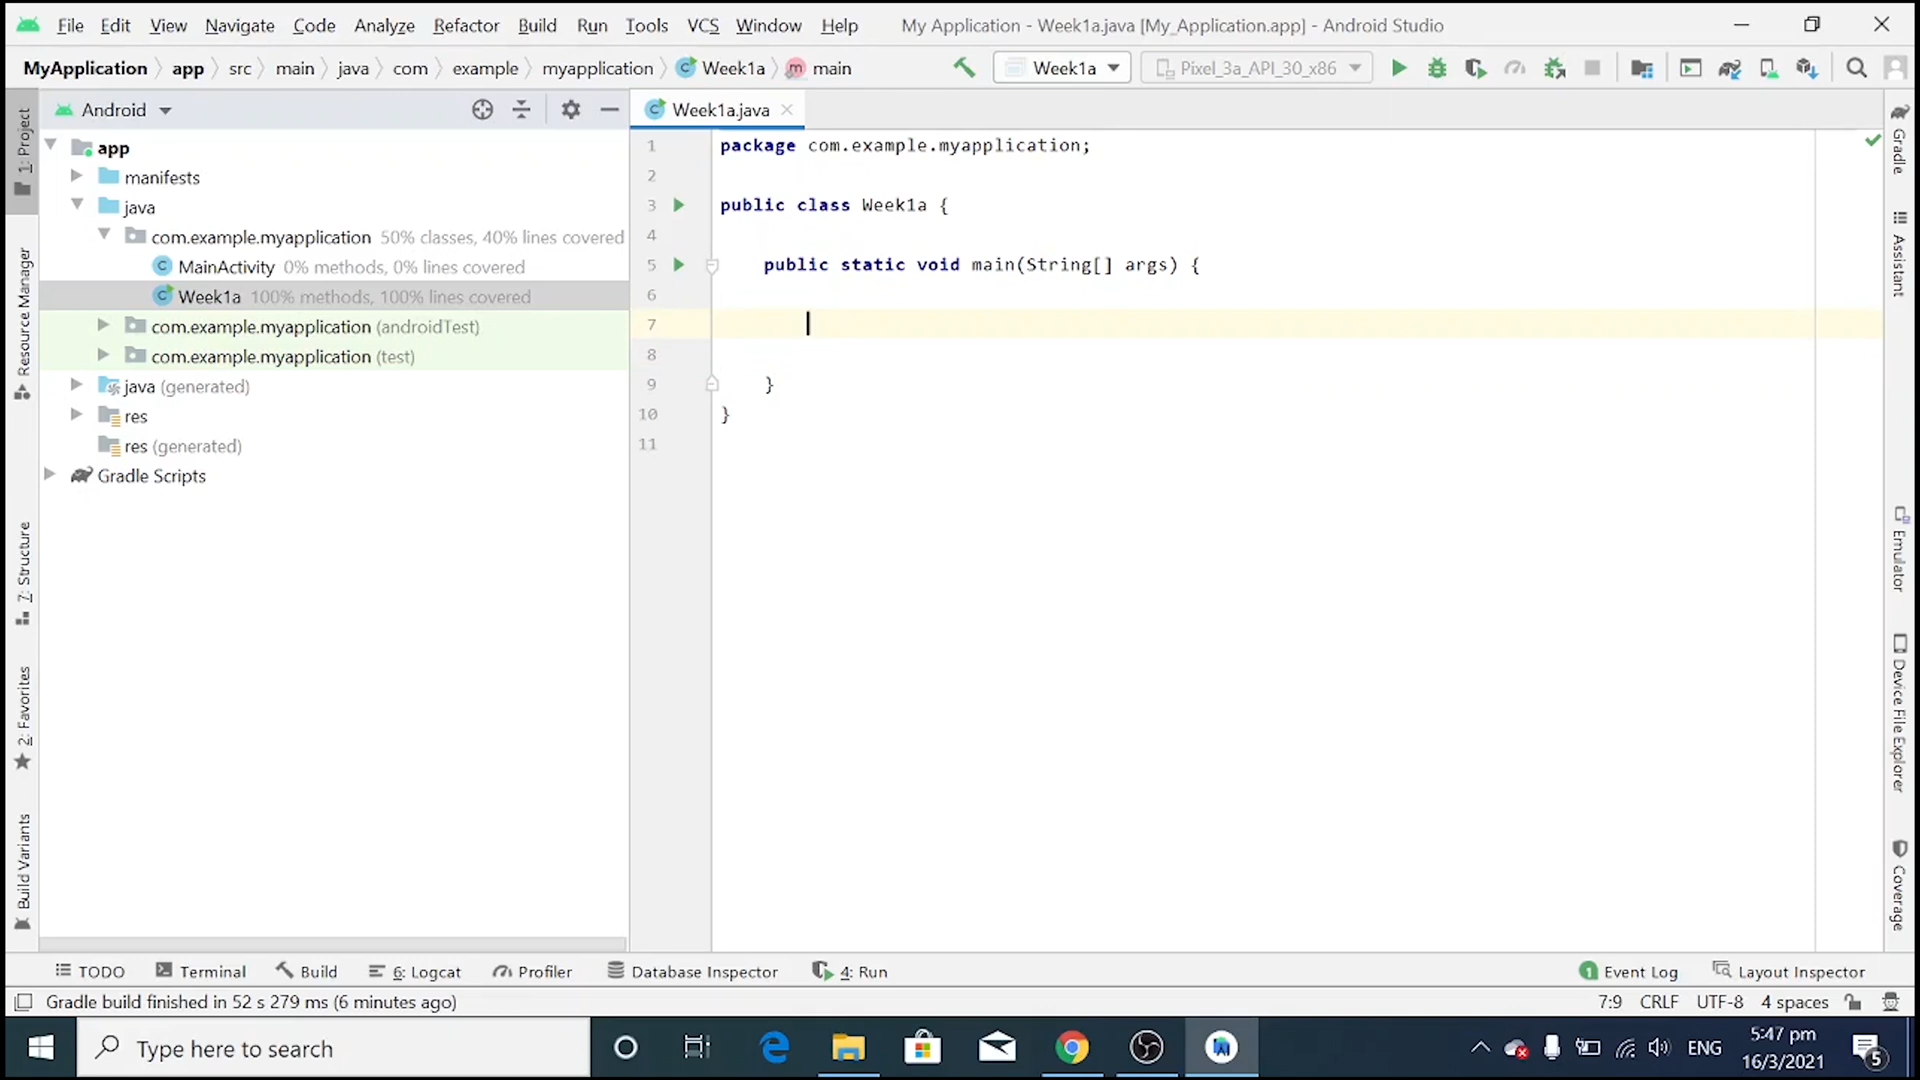 File Edit View Navigate Code Analyze Refactor Build Run Tools VCS Window Help My Application - Week1a.java [My_Application.app] - Android Studio
MyApplication app src main java com example myapplication Week1a main Week1a Pixel_3a_API_30_x86
Android
Week1a.java
1: Project
Resource Manager
7: Structure
2: Favorites
Build Variants
app
manifests
java
com.example.myapplication 50% classes, 40% lines covered
MainActivity 0% methods, 0% lines covered
Week1a 100% methods, 100% lines covered
com.example.myapplication (androidTest)
com.example.myapplication (test)
java (generated)
res
res (generated)
Gradle Scripts
1 package com.example.myapplication;
2
3 public class Week1a {
4
5 public static void main(String[] args) {
6
7
8
9 }
10 }
11
Gradle
Assistant
Emulator
Device File Explorer
Coverage
TODO Terminal Build 6: Logcat Profiler Database Inspector 4: Run 1 Event Log Layout Inspector
Gradle build finished in 52 s 279 ms (6 minutes ago) 7:9 CRLF UTF-8 4 spaces
Type here to search ENG 5:47 pm
16/3/2021 5